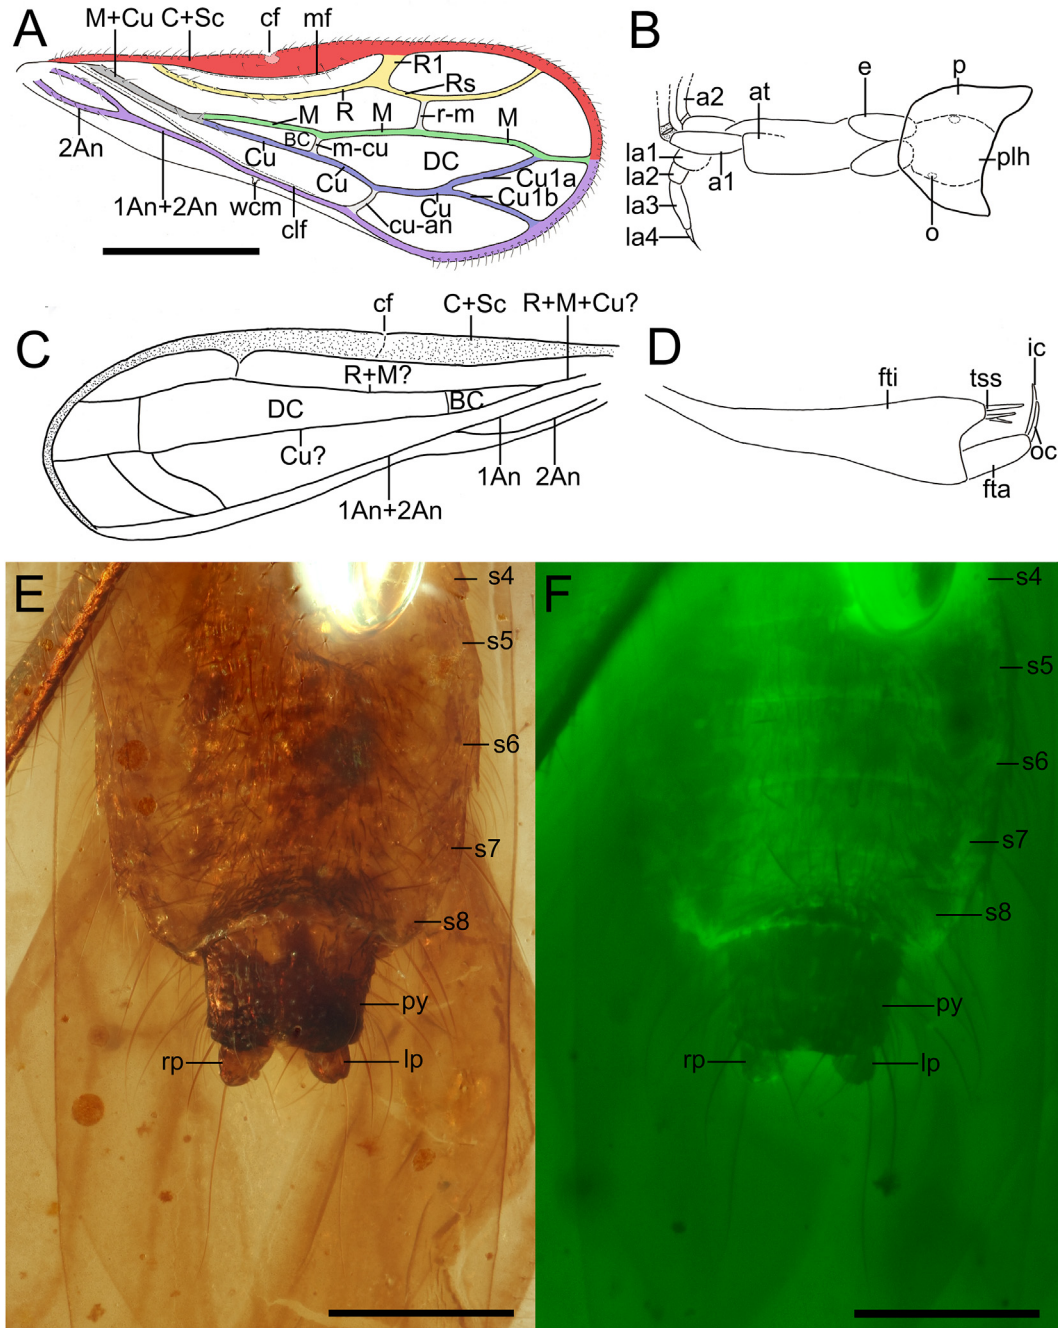 A
M+Cu C+Sc cf mf
R1
Rs
M R M r-m M
2An
BC m-cu DC
Cu
Cu Cu1a
Cu Cu1b
1An+2An wcm clf cu-an
B
a2 at e p
la1
la2 a1 plh
la3
la4 o
C
cf C+Sc R+M+Cu?
R+M?
DC BC
Cu?
1An 2An
1An+2An
D
fti tss ic
oc
fta
E
s4
s5
s6
s7
s8
py
rp lp
F
s4
s5
s6
s7
s8
py
rp lp